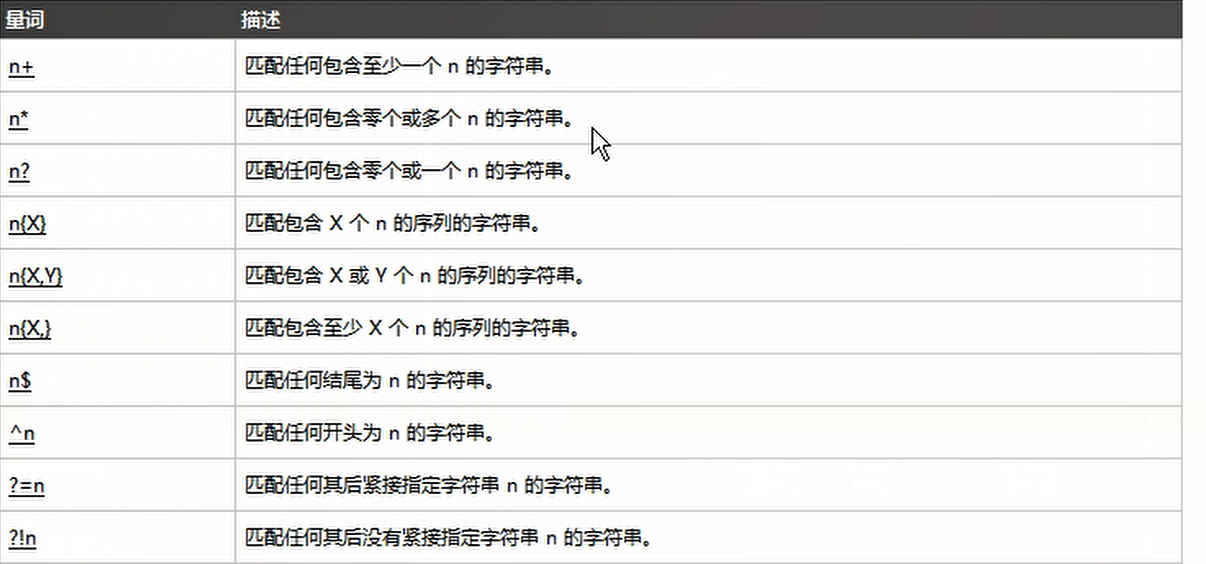 量词 描述
n+ 匹配任何包含至少一个 n 的字符串。
n* 匹配任何包含零个或多个 n 的字符串。
n? 匹配任何包含零个或一个 n 的字符串。
n{X} 匹配包含 X 个 n 的序列的字符串。
n{X,Y} 匹配包含 X 或 Y 个 n 的序列的字符串。
n{X,} 匹配包含至少 X 个 n 的序列的字符串。
n$ 匹配任何结尾为 n 的字符串。
^n 匹配任何开头为 n 的字符串。
?=n 匹配任何其后紧接指定字符串 n 的字符串。
?!n 匹配任何其后没有紧接指定字符串 n 的字符串。